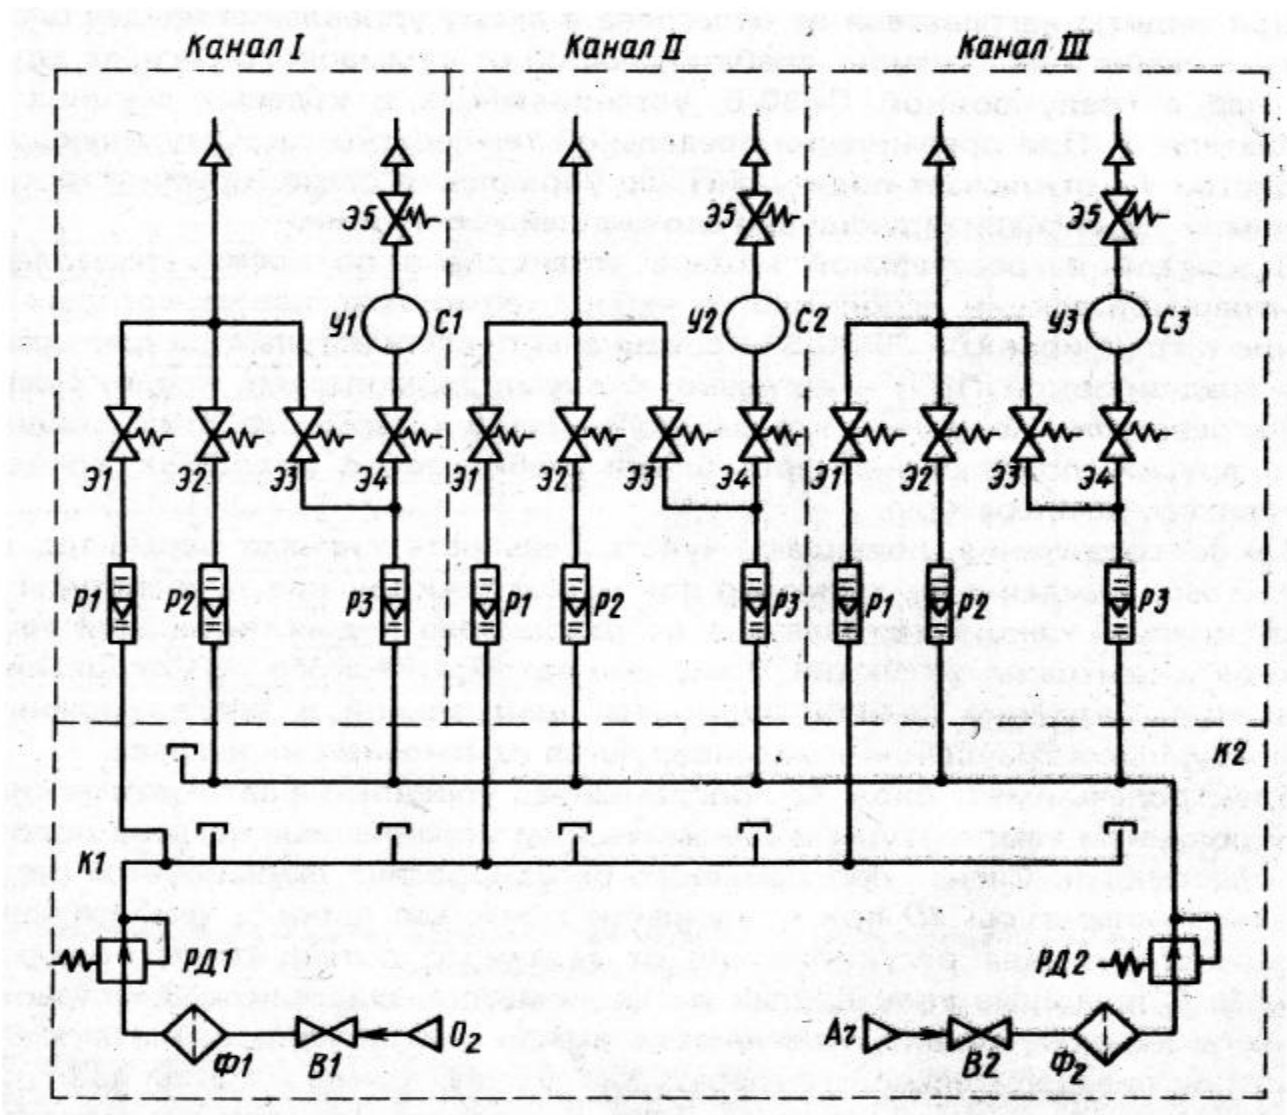 Канал I Канал II Канал III
Э5 Э5 Э5
У1 С1 У2 С2 У3 С3
Э1 Э2 Э3 Э4 Э1 Э2 Э3 Э4 Э1 Э2 Э3 Э4
Р1 Р2 Р3 Р1 Р2 Р3 Р1 Р2 Р3
К2
К1
РД1 РД2
Ф1 В1 O₂ Ar В2 Ф₂